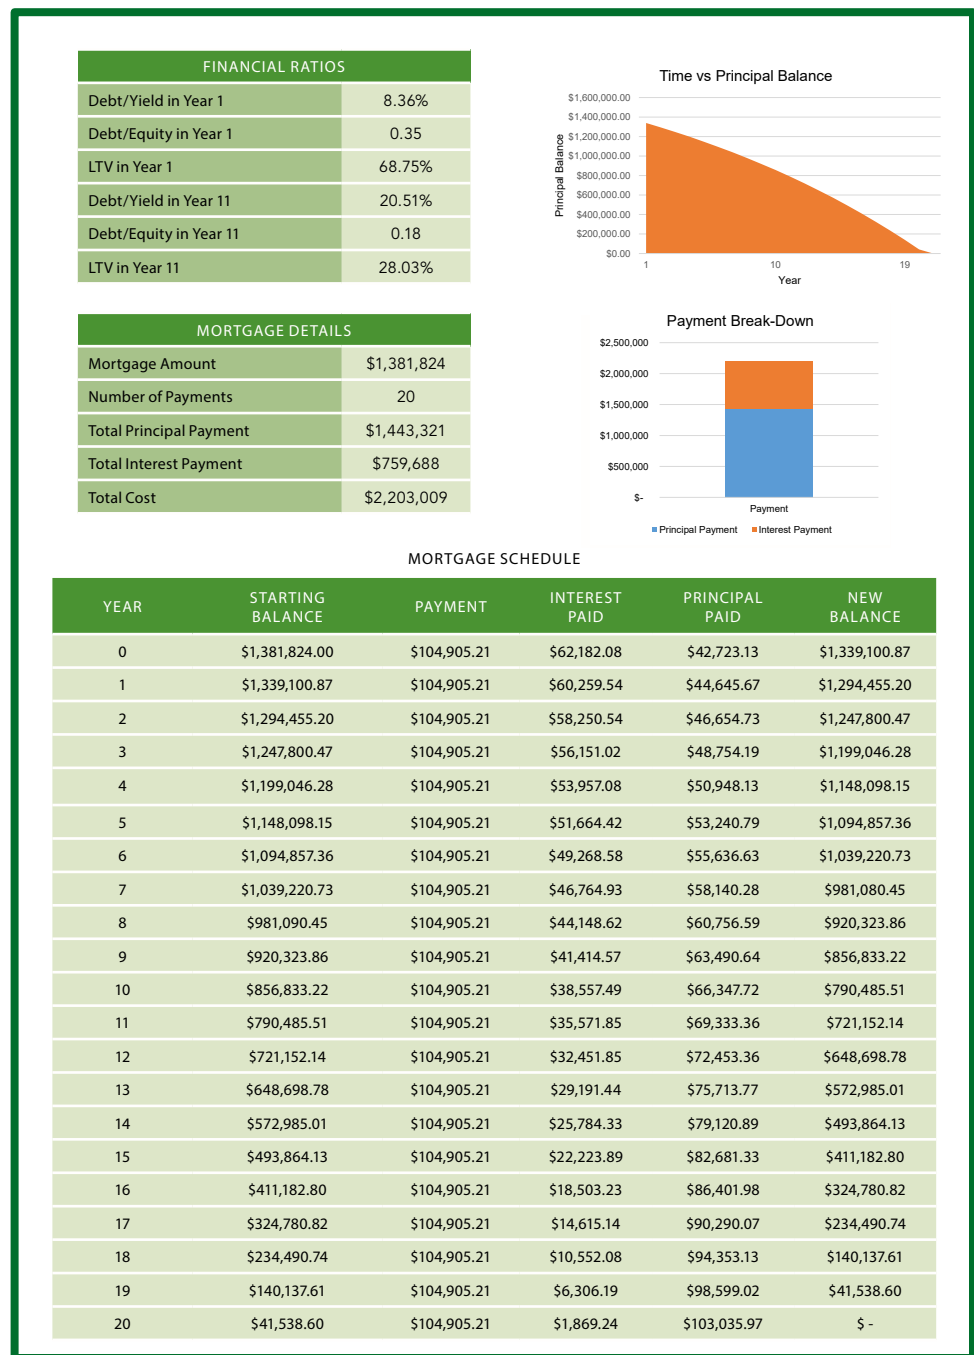 FINANCIAL RATIOS
Debt/Yield in Year 1 8.36%
Debt/Equity in Year 1 0.35
LTV in Year 1 68.75%
Debt/Yield in Year 11 20.51%
Debt/Equity in Year 11 0.18
LTV in Year 11 28.03%
Time vs Principal Balance
Principal Balance
$1,600,000.00
$1,400,000.00
$1,200,000.00
$1,000,000.00
$800,000.00
$600,000.00
$400,000.00
$200,000.00
$0.00
1 10 19
Year
MORTGAGE DETAILS
Mortgage Amount $1,381,824
Number of Payments 20
Total Principal Payment $1,443,321
Total Interest Payment $759,688
Total Cost $2,203,009
Payment Break-Down
$2,500,000
$2,000,000
$1,500,000
$1,000,000
$500,000
$-
Payment
Principal Payment Interest Payment
MORTGAGE SCHEDULE
YEAR STARTING BALANCE PAYMENT INTEREST PAID PRINCIPAL PAID NEW BALANCE
0 $1,381,824.00 $104,905.21 $62,182.08 $42,723.13 $1,339,100.87
1 $1,339,100.87 $104,905.21 $60,259.54 $44,645.67 $1,294,455.20
2 $1,294,455.20 $104,905.21 $58,250.54 $46,654.73 $1,247,800.47
3 $1,247,800.47 $104,905.21 $56,151.02 $48,754.19 $1,199,046.28
4 $1,199,046.28 $104,905.21 $53,957.08 $50,948.13 $1,148,098.15
5 $1,148,098.15 $104,905.21 $51,664.42 $53,240.79 $1,094,857.36
6 $1,094,857.36 $104,905.21 $49,268.58 $55,636.63 $1,039,220.73
7 $1,039,220.73 $104,905.21 $46,764.93 $58,140.28 $981,080.45
8 $981,090.45 $104,905.21 $44,148.62 $60,756.59 $920,323.86
9 $920,323.86 $104,905.21 $41,414.57 $63,490.64 $856,833.22
10 $856,833.22 $104,905.21 $38,557.49 $66,347.72 $790,485.51
11 $790,485.51 $104,905.21 $35,571.85 $69,333.36 $721,152.14
12 $721,152.14 $104,905.21 $32,451.85 $72,453.36 $648,698.78
13 $648,698.78 $104,905.21 $29,191.44 $75,713.77 $572,985.01
14 $572,985.01 $104,905.21 $25,784.33 $79,120.89 $493,864.13
15 $493,864.13 $104,905.21 $22,223.89 $82,681.33 $411,182.80
16 $411,182.80 $104,905.21 $18,503.23 $86,401.98 $324,780.82
17 $324,780.82 $104,905.21 $14,615.14 $90,290.07 $234,490.74
18 $234,490.74 $104,905.21 $10,552.08 $94,353.13 $140,137.61
19 $140,137.61 $104,905.21 $6,306.19 $98,599.02 $41,538.60
20 $41,538.60 $104,905.21 $1,869.24 $103,035.97 $ -